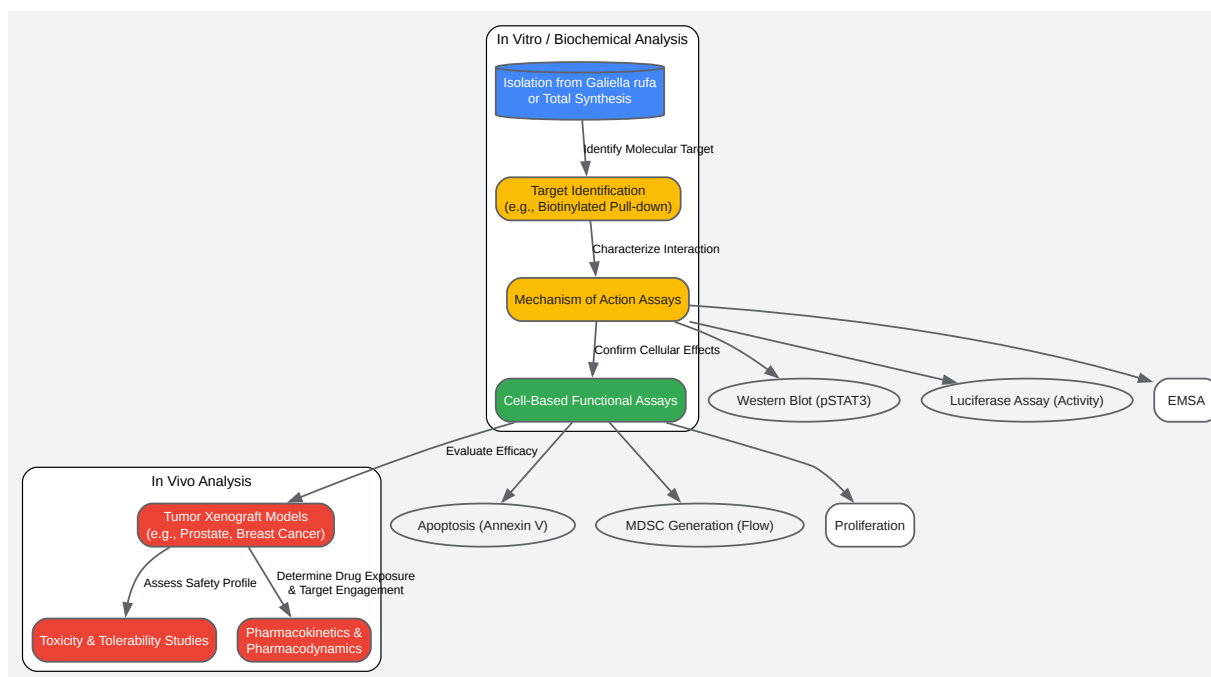 In Vitro / Biochemical Analysis
Isolation from Galiella rufa
or Total Synthesis
Identify Molecular Target
Target Identification
(e.g., Biotinylated Pull-down)
Characterize Interaction
Mechanism of Action Assays
Confirm Cellular Effects
Cell-Based Functional Assays
Western Blot (pSTAT3)
Luciferase Assay (Activity)
EMSA
Evaluate Efficacy
In Vivo Analysis
Tumor Xenograft Models
(e.g., Prostate, Breast Cancer)
Apoptosis (Annexin V)
MDSC Generation (Flow)
Proliferation
Assess Safety Profile
Determine Drug Exposure
& Target Engagement
Toxicity & Tolerability Studies
Pharmacokinetics &
Pharmacodynamics